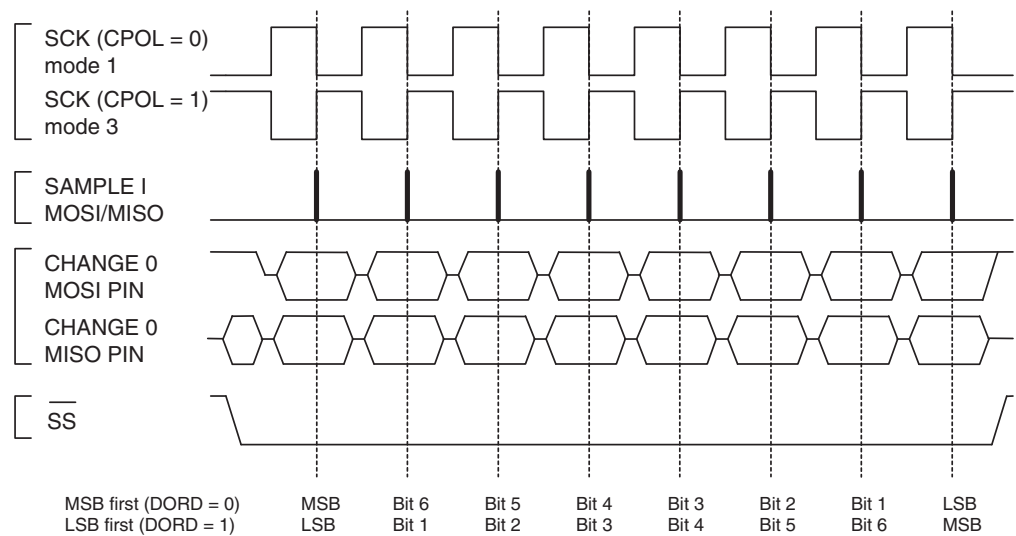 SCK (CPOL = 0)
mode 1
SCK (CPOL = 1)
mode 3
SAMPLE I
MOSI/MISO
CHANGE 0
MOSI PIN
CHANGE 0
MISO PIN
SS
MSB first (DORD = 0) MSB Bit 6 Bit 5 Bit 4 Bit 3 Bit 2 Bit 1 LSB
LSB first (DORD = 1) LSB Bit 1 Bit 2 Bit 3 Bit 4 Bit 5 Bit 6 MSB